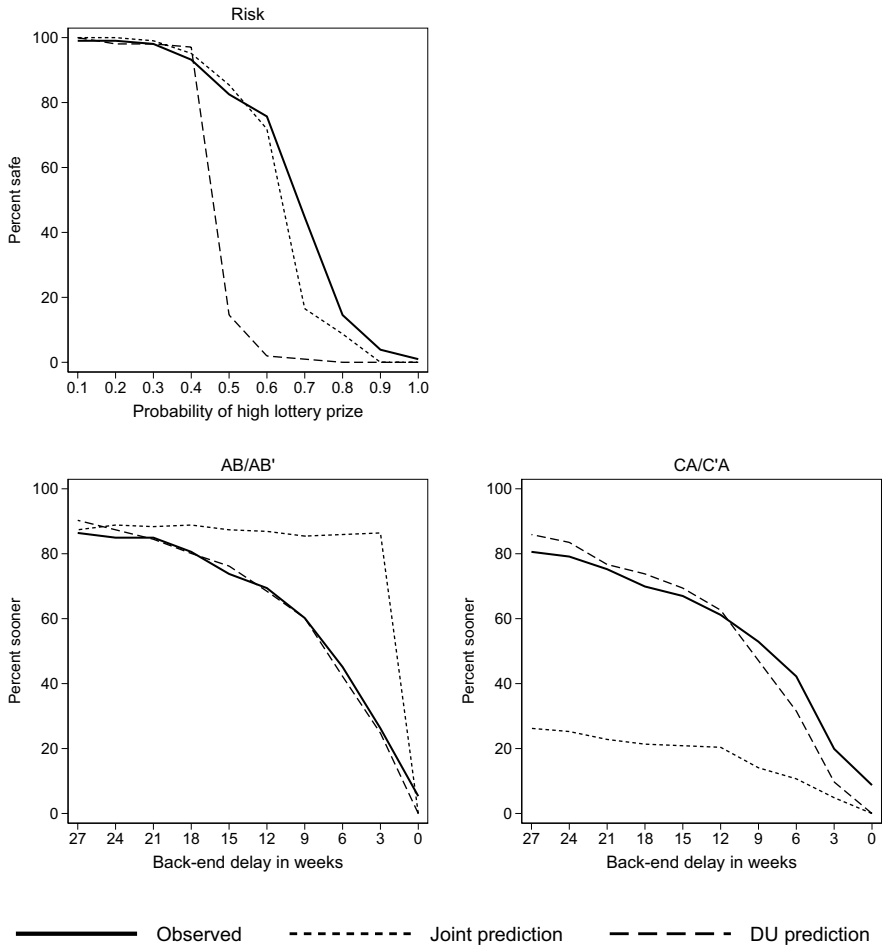 Risk
100
80
60
40
20
0
Percent safe
0.1 0.2 0.3 0.4 0.5 0.6 0.7 0.8 0.9 1.0
Probability of high lottery prize
AB/AB'
100
80
60
40
20
0
Percent sooner
27 24 21 18 15 12 9 6 3 0
Back-end delay in weeks
CA/C'A
100
80
60
40
20
0
Percent sooner
27 24 21 18 15 12 9 6 3 0
Back-end delay in weeks
Observed Joint prediction DU prediction